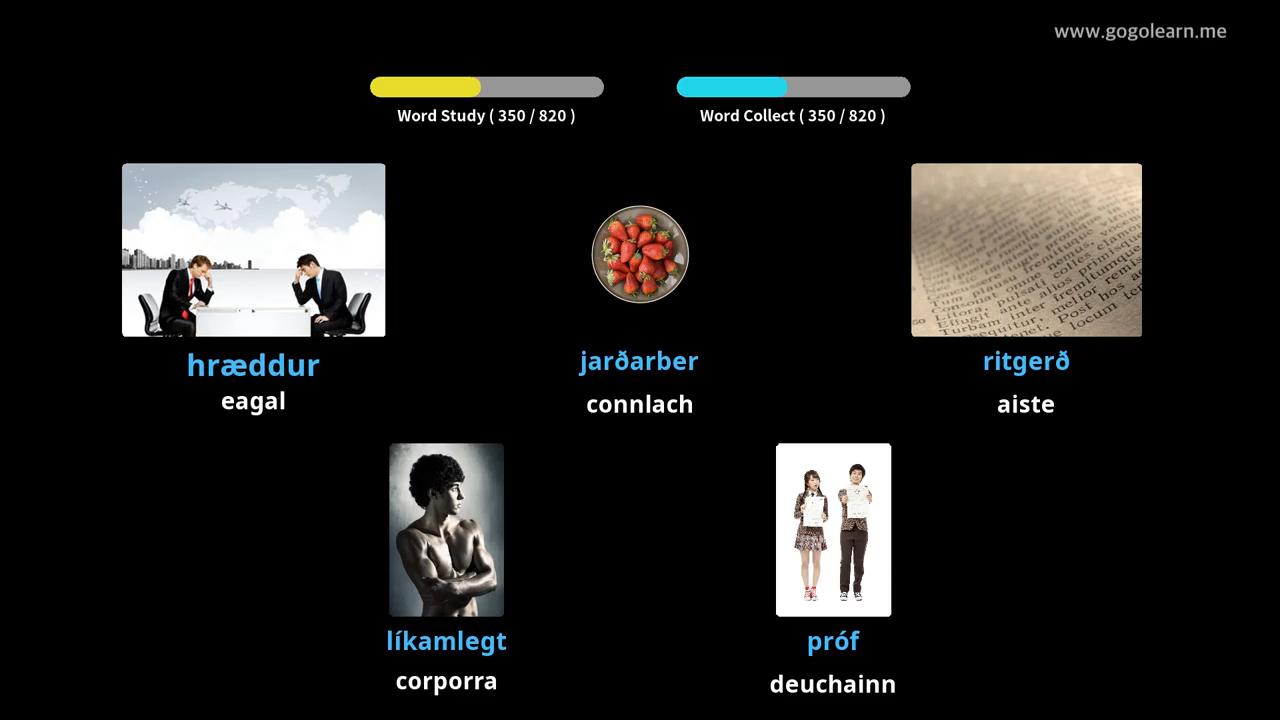 www.gogolearn.me
Word Study ( 350 / 820 )
Word Collect ( 350 / 820 )
hræddur
eagal
jarðarber
connlach
ritgerð
aiste
líkamlegt
corporra
próf
deuchainn